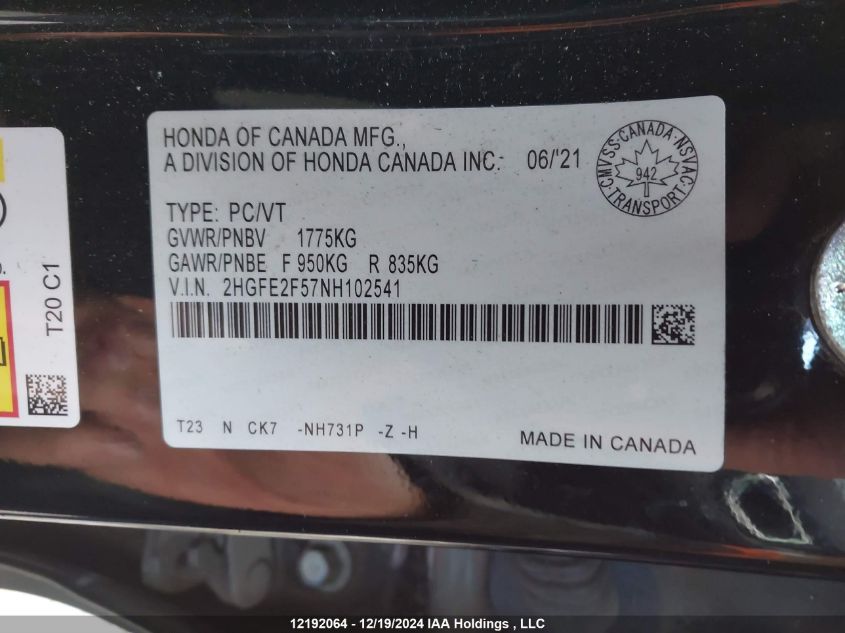 HONDA OF CANADA MFG.,
A DIVISION OF HONDA CANADA INC. 06/'21
CMVSS·CANADA·NSVAC
942
TRANSPORT
TYPE: PC/VT
GVWR/PNBV 1775KG
GAWR/PNBE F 950KG R 835KG
V.I.N. 2HGFE2F57NH102541
T23 N CK7 -NH731P -Z -H
MADE IN CANADA
T20 C1
12192064 - 12/19/2024 IAA Holdings , LLC